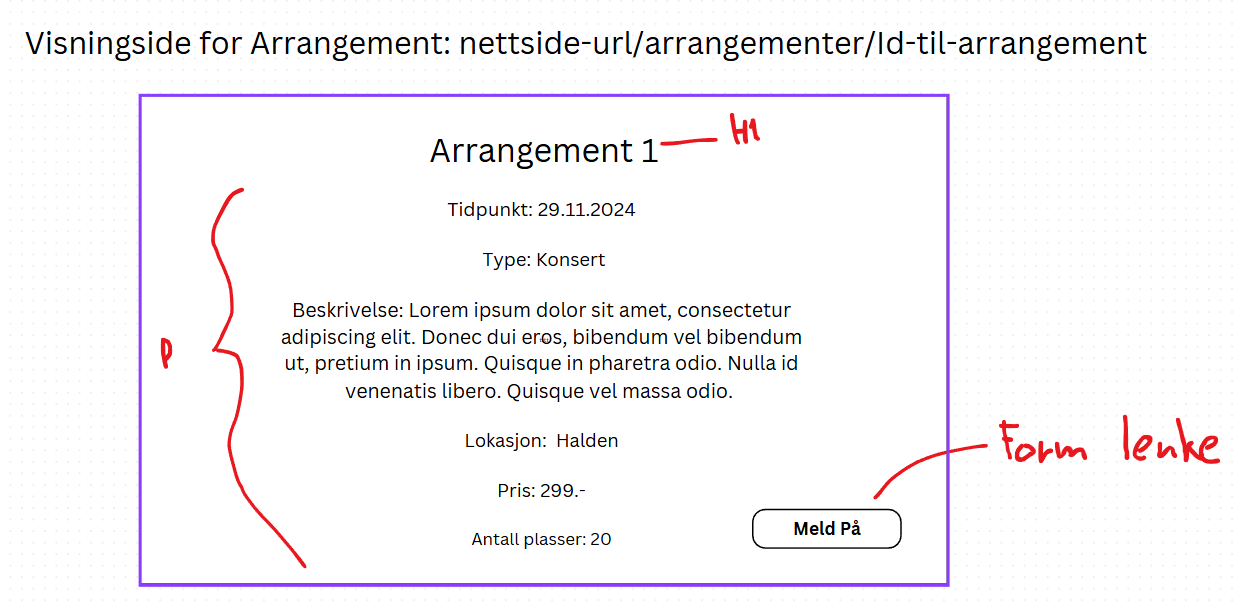 Visningside for Arrangement: nettside-url/arrangementer/Id-til-arrangement
Arrangement 1
H1
Tidpunkt: 29.11.2024
Type: Konsert
Beskrivelse: Lorem ipsum dolor sit amet, consectetur
adipiscing elit. Donec dui eros, bibendum vel bibendum
ut, pretium in ipsum. Quisque in pharetra odio. Nulla id
venenatis libero. Quisque vel massa odio.
P
Lokasjon:  Halden
Form lenke
Pris: 299.-
Meld På
Antall plasser: 20